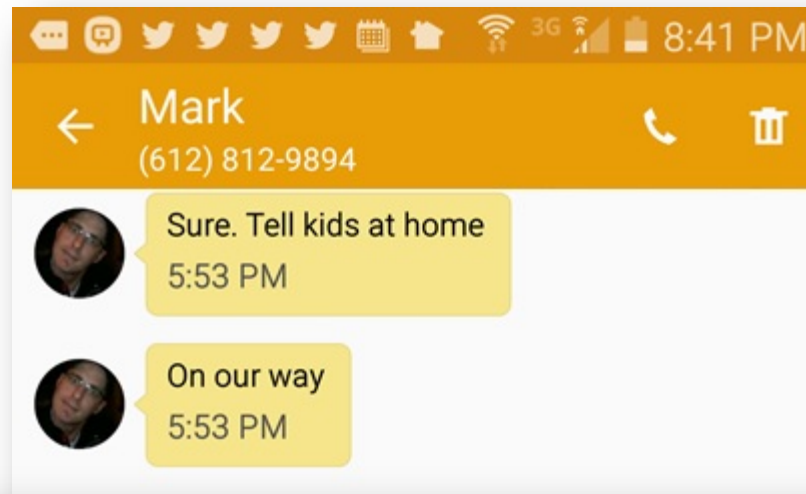 3G 8:41 PM
Mark
(612) 812-9894
Sure. Tell kids at home
5:53 PM
On our way
5:53 PM